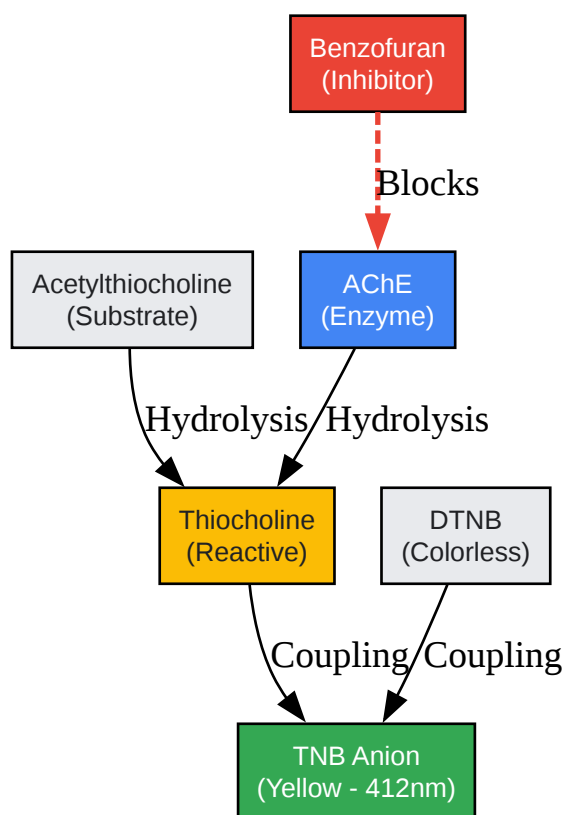 Benzofuran
(Inhibitor)
Blocks
Acetylthiocholine
(Substrate)
AChE
(Enzyme)
Hydrolysis
Hydrolysis
Thiocholine
(Reactive)
DTNB
(Colorless)
Coupling
Coupling
TNB Anion
(Yellow - 412nm)